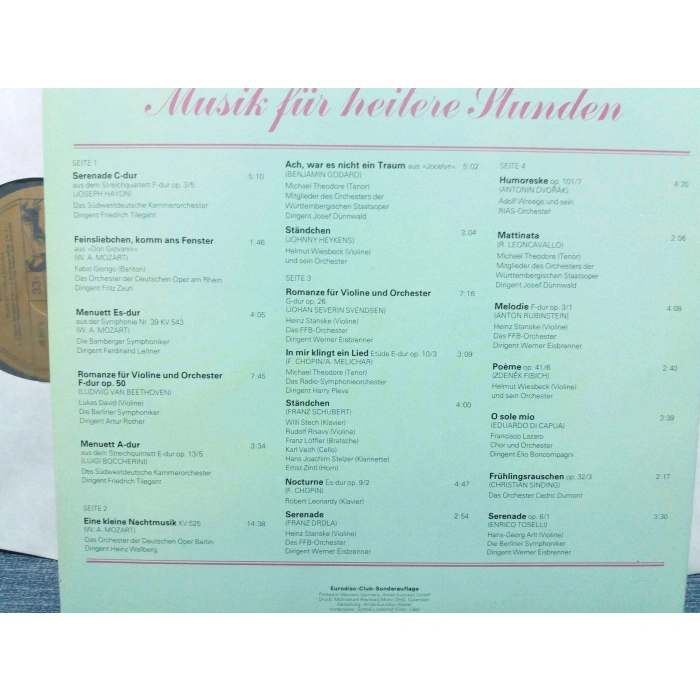 Musik für heitere Stunden
SEITE 1
Serenade C-dur 5:10
aus dem Streichquartett F-dur op. 3/5
(JOSEPH HAYDN)
Das Südwestdeutsche Kammerorchester
Dirigent Friedrich Tilegant
Feinsliebchen, komm ans Fenster 1:46
aus »Don Giovanni«
(W. A. MOZART)
Fabio Giongo (Bariton)
Das Orchester der Deutschen Oper am Rhein
Dirigent Fritz Zaun
Menuett Es-dur 4:05
aus der Symphonie Nr. 39 KV 543
(W. A. MOZART)
Die Bamberger Symphoniker
Dirigent Ferdinand Leitner
Romanze für Violine und Orchester 7:45
F-dur op. 50
(LUDWIG VAN BEETHOVEN)
Lukas David (Violine)
Die Berliner Symphoniker
Dirigent Artur Rother
Menuett A-dur 3:34
aus dem Streichquintett E-dur op. 13/5
(LUIGI BOCCHERINI)
Das Südwestdeutsche Kammerorchester
Dirigent Friedrich Tilegant
SEITE 2
Eine kleine Nachtmusik KV 525 14:38
(W. A. MOZART)
Das Orchester der Deutschen Oper Berlin
Dirigent Heinz Wallberg
Ach, war es nicht ein Traum aus »Jocelyn« 5:02
(BENJAMIN GODARD)
Michael Theodore (Tenor)
Mitglieder des Orchesters der
Württembergischen Staatsoper
Dirigent Josef Dünnwald
Ständchen 3:04
(JOHNNY HEYKENS)
Helmut Wiesbeck (Violine)
und sein Orchester
SEITE 3
Romanze für Violine und Orchester 7:16
G-dur op. 26
(JOHAN SEVERIN SVENDSEN)
Heinz Stanske (Violine)
Das FFB-Orchester
Dirigent Werner Eisbrenner
In mir klingt ein Lied Etüde E-dur op. 10/3 3:09
(F. CHOPIN/A. MELICHAR)
Michael Theodore (Tenor)
Das Radio-Symphonieorchester
Dirigent Harry Pleva
Ständchen 4:00
(FRANZ SCHUBERT)
Willi Stech (Klavier)
Rudolf Risavy (Violine)
Franz Löffler (Bratsche)
Karl Veith (Cello)
Hans Joachim Stelzer (Klarinette)
Ernst Zintl (Horn)
Nocturne Es-dur op. 9/2 4:47
(F. CHOPIN)
Robert Leonardy (Klavier)
Serenade 2:54
(FRANZ DRDLA)
Heinz Stanske (Violine)
Das FFB-Orchester
Dirigent Werner Eisbrenner
SEITE 4
Humoreske op. 101/7 4:20
(ANTONIN DVOŘÁK)
Adolf Wreege und sein
RIAS-Orchester
Mattinata 2:06
(R. LEONCAVALLO)
Michael Theodore (Tenor)
Mitglieder des Orchesters der
Württembergischen Staatsoper
Dirigent Josef Dünnwald
Melodie F-dur op. 3/1 4:08
(ANTON RUBINSTEIN)
Heinz Stanske (Violine)
Das FFB-Orchester
Dirigent Werner Eisbrenner
Poème op. 41/6 2:40
(ZDENĚK FIBICH)
Helmut Wiesbeck (Violine)
und sein Orchester
O sole mio 3:39
(EDUARDO DI CAPUA)
Francisco Lazaro
Chor und Orchester
Dirigent Elio Boncompagni
Frühlingsrauschen op. 32/3 2:17
(CHRISTIAN SINDING)
Das Orchester Cedric Dumont
Serenade op. 6/1 3:30
(ENRICO TOSELLI)
Hans-Georg Arlt (Violine)
Die Berliner Symphoniker
Dirigent Werner Eisbrenner
Eurodisc-Club-Sonderauflage
33